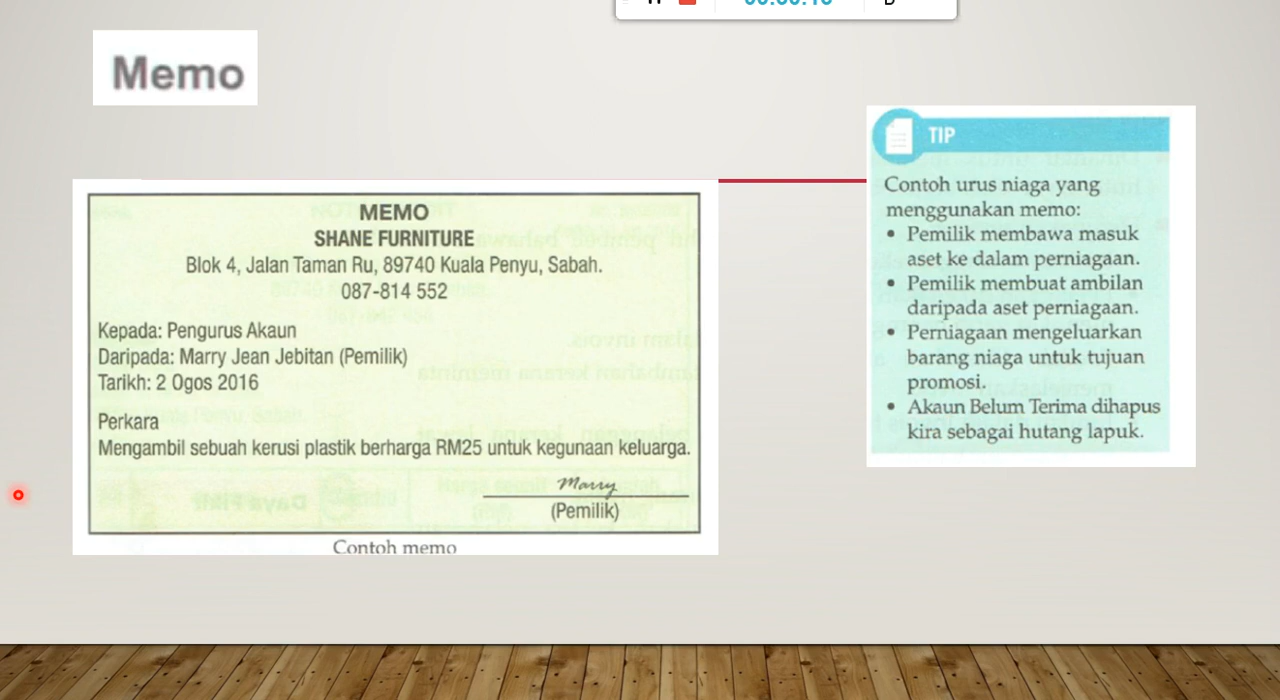 Memo
MEMO
SHANE FURNITURE
Blok 4, Jalan Taman Ru, 89740 Kuala Penyu, Sabah.
087-814 552
Kepada: Pengurus Akaun
Daripada: Marry Jean Jebitan (Pemilik)
Tarikh: 2 Ogos 2016
Perkara
Mengambil sebuah kerusi plastik berharga RM25 untuk kegunaan keluarga.
Marry
(Pemilik)
Contoh memo
TIP
Contoh urus niaga yang
menggunakan memo:
• Pemilik membawa masuk
aset ke dalam perniagaan.
• Pemilik membuat ambilan
daripada aset perniagaan.
• Perniagaan mengeluarkan
barang niaga untuk tujuan
promosi.
• Akaun Belum Terima dihapus
kira sebagai hutang lapuk.